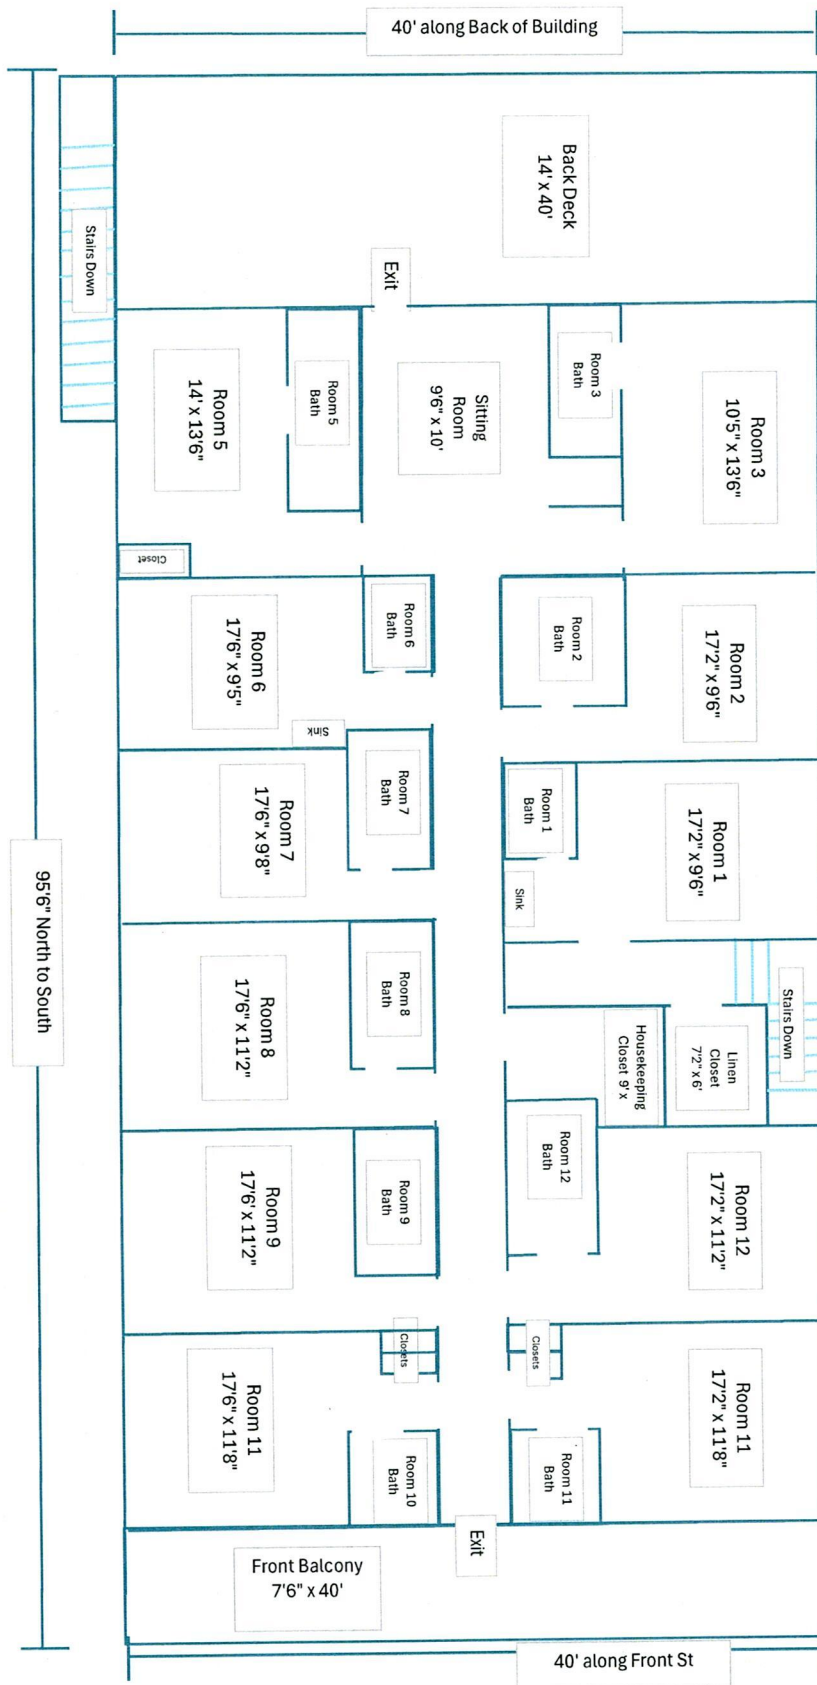 40' along Back of Building
Back Deck
14' x 40'
Stairs Down
Exit
Room 5
14' x 13'6"
Room 5
Bath
Sitting
Room
9'6" x 10'
Room 3
Bath
Room 3
10'5" x 13'6"
Closet
Room 6
17'6" x 9'5"
Room 6
Bath
Room 2
Bath
Room 2
17'2" x 9'6"
Sink
Room 7
17'6" x 9'8"
Room 7
Bath
Room 1
Bath
Room 1
17'2" x 9'6"
Sink
95'6" North to South
Room 8
17'6" x 11'2"
Room 8
Bath
Housekeeping
Closet 9' x
Linen
Closet
7'2" x 6'
Stairs Down
Room 9
17'6' x 11'2"
Room 9
Bath
Room 12
Bath
Room 12
17'2" x 11'2"
Closets
Closets
Room 11
17'6" x 11'8"
Room 10
Bath
Room 11
Bath
Room 11
17'2" x 11'8"
Exit
Front Balcony
7'6" x 40'
40' along Front St